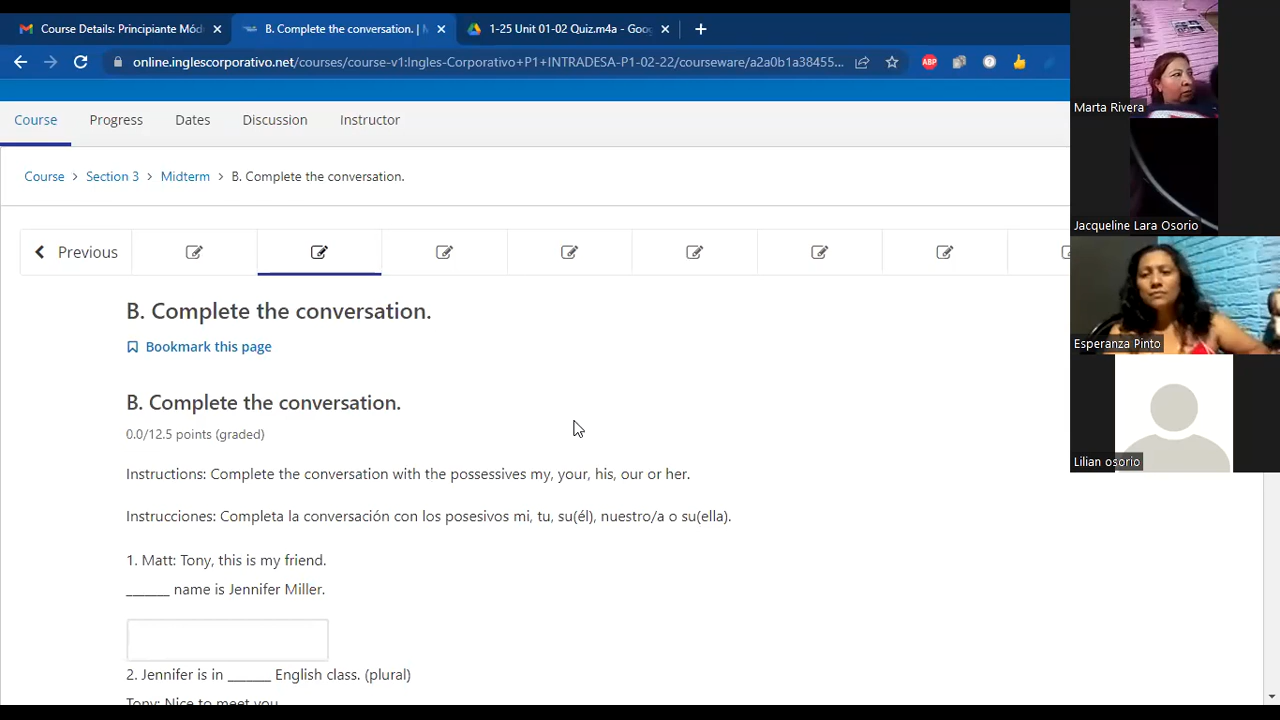 Course Details: Principiante Mód
B. Complete the conversation. |
1-25 Unit 01-02 Quiz.m4a - Goo
online.inglescorporativo.net/courses/course-v1:Ingles-Corporativo+P1+INTRADESA-P1-02-22/courseware/a2a0b1a38455...
ABP
Course Progress Dates Discussion Instructor
Course > Section 3 > Midterm > B. Complete the conversation.
Previous
B. Complete the conversation.
Bookmark this page
B. Complete the conversation.
0.0/12.5 points (graded)
Instructions: Complete the conversation with the possessives my, your, his, our or her.
Instrucciones: Completa la conversación con los posesivos mi, tu, su(él), nuestro/a o su(ella).
1. Matt: Tony, this is my friend.
______ name is Jennifer Miller.
2. Jennifer is in ______ English class. (plural)
Tony: Nice to meet you
Marta Rivera
Jacqueline Lara Osorio
Esperanza Pinto
Lilian osorio